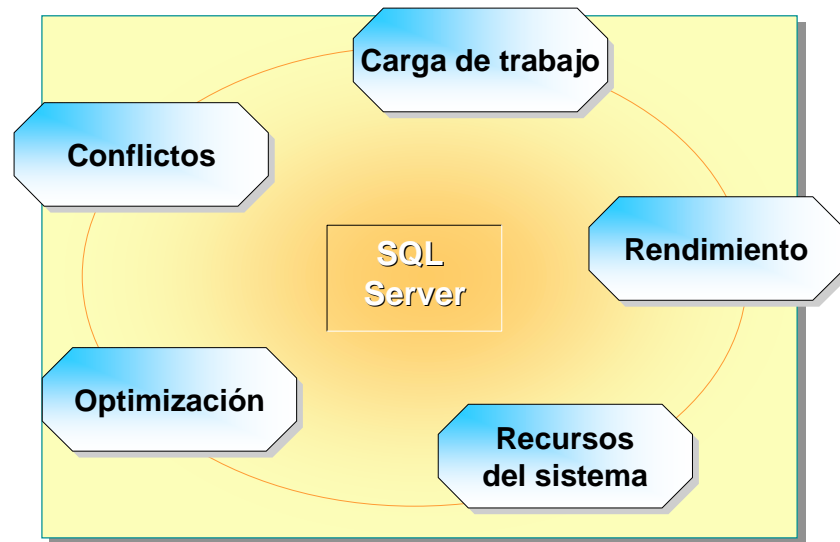 Carga de trabajo
Conflictos
Rendimiento
SQL
Server
Optimización
Recursos
del sistema